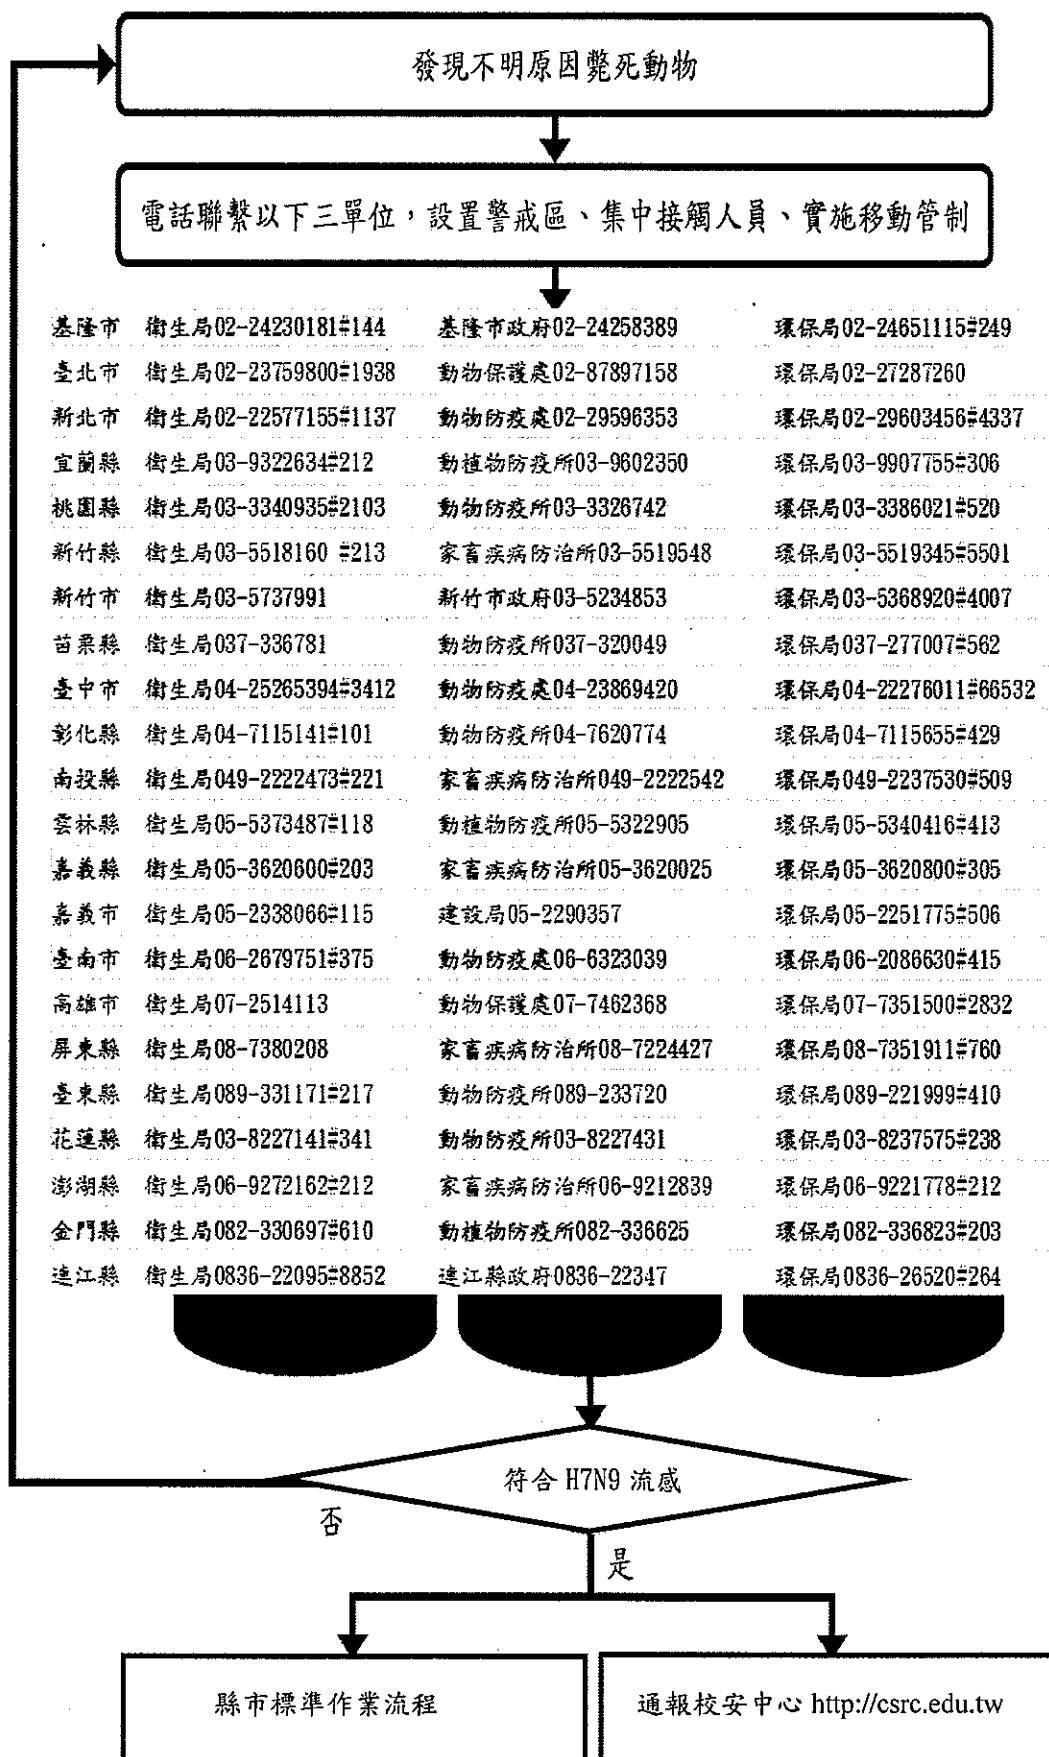 發現不明原因斃死動物
電話聯繫以下三單位，設置警戒區、集中接觸人員、實施移動管制
基隆市 衛生局02-24230181#144 基隆市政府02-24258389 環保局02-24651115#249
臺北市 衛生局02-23759800#1938 動物保護處02-87897158 環保局02-27287260
新北市 衛生局02-22577155#1137 動物防疫處02-29596353 環保局02-29603456#4337
宜蘭縣 衛生局03-9322634#212 動植物防疫所03-9602350 環保局03-9907755#306
桃園縣 衛生局03-3340935#2103 動物防疫所03-3326742 環保局03-3386021#520
新竹縣 衛生局03-5518160 #213 家畜疾病防治所03-5519548 環保局03-5519345#5501
新竹市 衛生局03-5737991 新竹市政府03-5234853 環保局03-5368920#4007
苗栗縣 衛生局037-336781 動物防疫所037-320049 環保局037-277007#562
臺中市 衛生局04-25265394#3412 動物防疫處04-23869420 環保局04-22276011#66532
彰化縣 衛生局04-7115141#101 動物防疫所04-7620774 環保局04-7115655#429
南投縣 衛生局049-2222473#221 家畜疾病防治所049-2222542 環保局049-2237530#509
雲林縣 衛生局05-5373487#118 動植物防疫所05-5322905 環保局05-5340416#413
嘉義縣 衛生局05-3620600#203 家畜疾病防治所05-3620025 環保局05-3620800#305
嘉義市 衛生局05-2338066#115 建設局05-2290357 環保局05-2251775#506
臺南市 衛生局06-2679751#375 動物防疫處06-6323039 環保局06-2086630#415
高雄市 衛生局07-2514113 動物保護處07-7462368 環保局07-7351500#2832
屏東縣 衛生局08-7380208 家畜疾病防治所08-7224427 環保局08-7351911#760
臺東縣 衛生局089-331171#217 動物防疫所089-233720 環保局089-221999#410
花蓮縣 衛生局03-8227141#341 動物防疫所03-8227431 環保局03-8237575#238
澎湖縣 衛生局06-9272162#212 家畜疾病防治所06-9212839 環保局06-9221778#212
金門縣 衛生局082-330697#610 動植物防疫所082-336625 環保局082-336823#203
連江縣 衛生局0836-22095#8852 連江縣政府0836-22347 環保局0836-26520#264
符合 H7N9 流感
否
是
縣市標準作業流程
通報校安中心 http://csrc.edu.tw